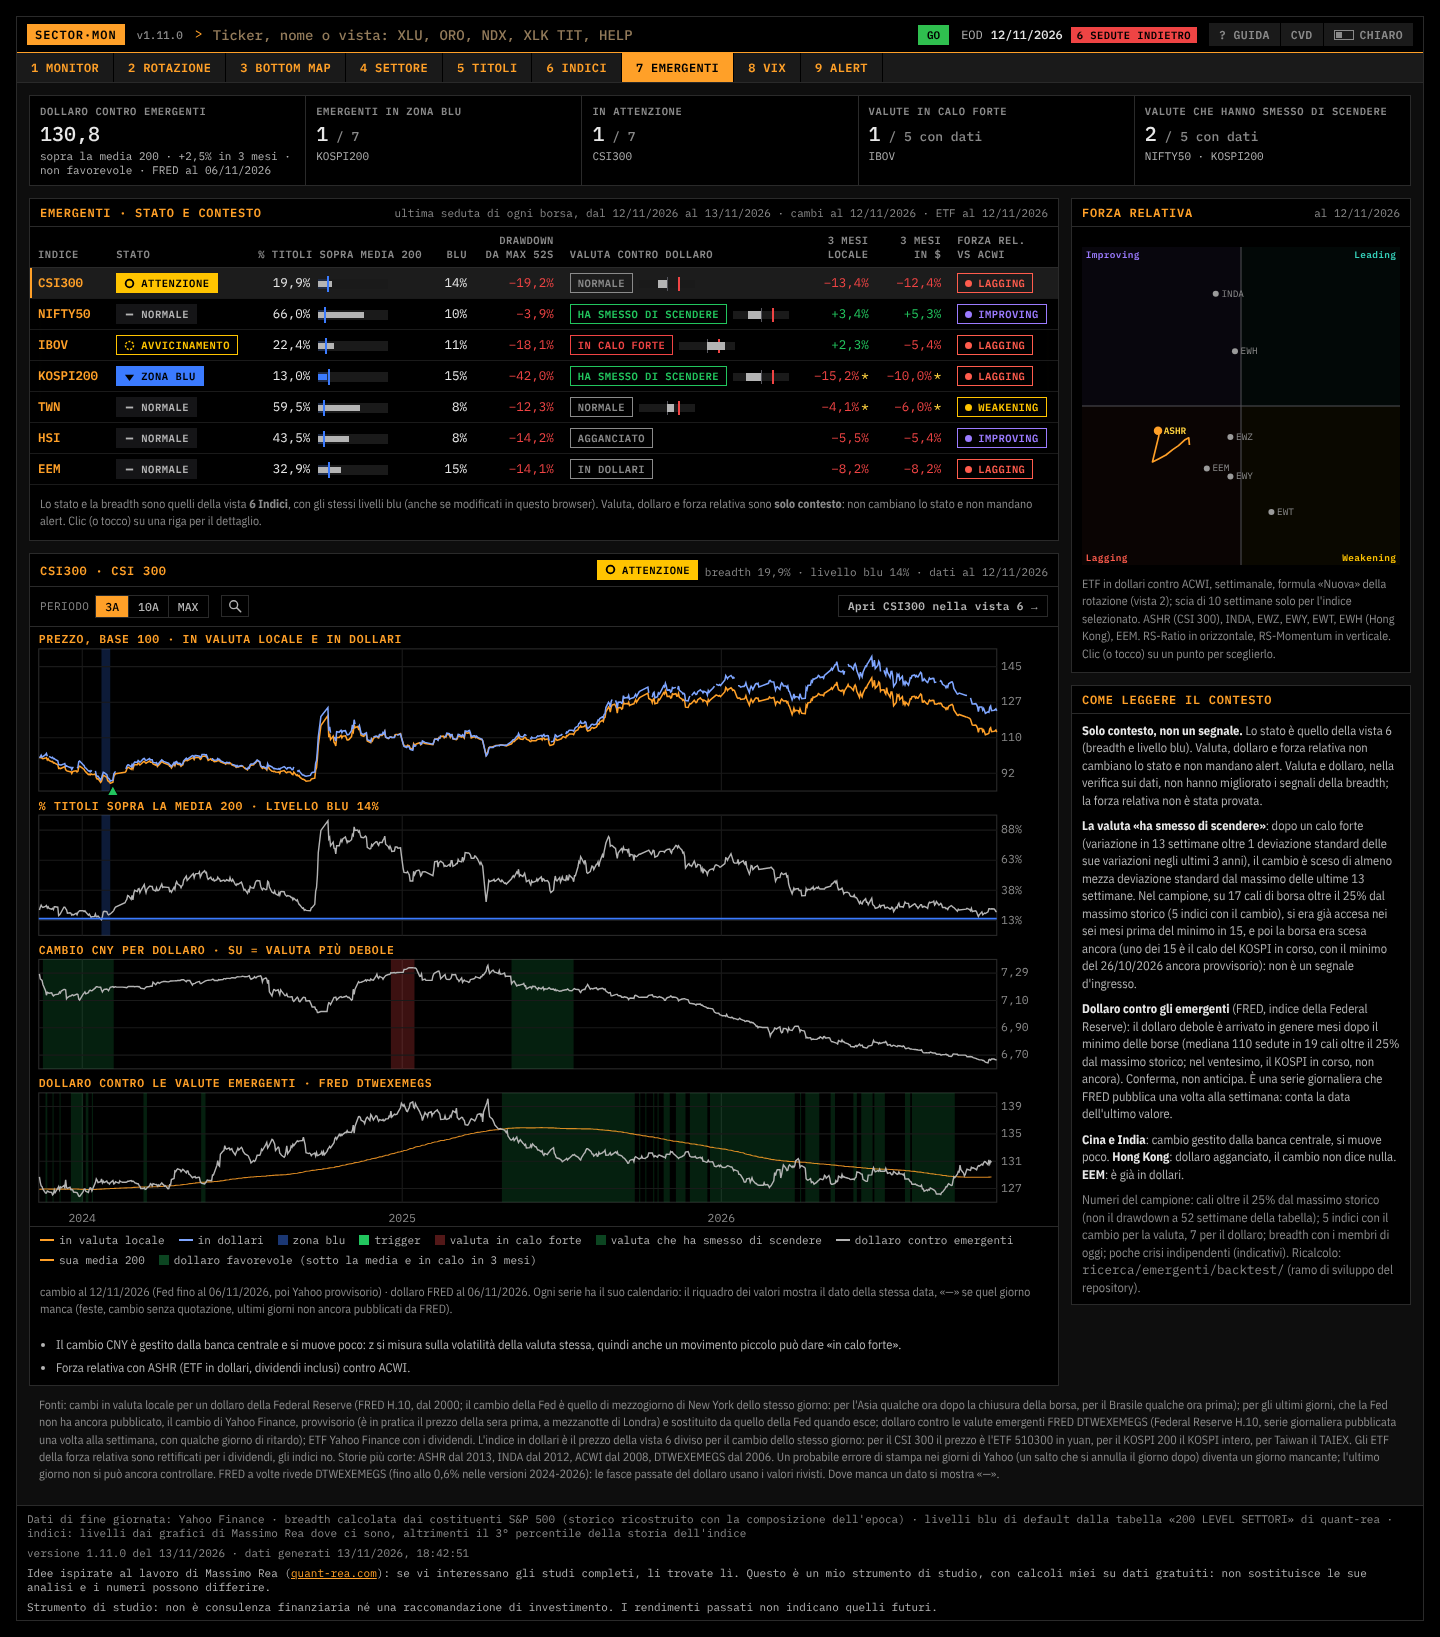 SECTOR·MON v1.11.0 > Ticker, nome o vista: XLU, ORO, NDX, XLK TIT, HELP GO EOD 12/11/2026 6 SEDUTE INDIETRO ? GUIDA CVD CHIARO
1 MONITOR 2 ROTAZIONE 3 BOTTOM MAP 4 SETTORE 5 TITOLI 6 INDICI 7 EMERGENTI 8 VIX 9 ALERT
DOLLARO CONTRO EMERGENTI
130,8
sopra la media 200 · +2,5% in 3 mesi ·
non favorevole · FRED al 06/11/2026
EMERGENTI IN ZONA BLU
1 / 7
KOSPI200
IN ATTENZIONE
1 / 7
CSI300
VALUTE IN CALO FORTE
1 / 5 con dati
IBOV
VALUTE CHE HANNO SMESSO DI SCENDERE
2 / 5 con dati
NIFTY50 · KOSPI200
EMERGENTI · STATO E CONTESTO ultima seduta di ogni borsa, dal 12/11/2026 al 13/11/2026 · cambi al 12/11/2026 · ETF al 12/11/2026
INDICE STATO % TITOLI SOPRA MEDIA 200 BLU DRAWDOWN DA MAX 52S VALUTA CONTRO DOLLARO 3 MESI LOCALE 3 MESI IN $ FORZA REL. VS ACWI
CSI300 ATTENZIONE 19,9% 14% −19,2% NORMALE −13,4% −12,4% LAGGING
NIFTY50 NORMALE 66,0% 10% −3,9% HA SMESSO DI SCENDERE +3,4% +5,3% IMPROVING
IBOV AVVICINAMENTO 22,4% 11% −18,1% IN CALO FORTE +2,3% −5,4% LAGGING
KOSPI200 ZONA BLU 13,0% 15% −42,0% HA SMESSO DI SCENDERE −15,2%* −10,0%* LAGGING
TWN NORMALE 59,5% 8% −12,3% NORMALE −4,1%* −6,0%* WEAKENING
HSI NORMALE 43,5% 8% −14,2% AGGANCIATO −5,5% −5,4% IMPROVING
EEM NORMALE 32,9% 15% −14,1% IN DOLLARI −8,2% −8,2% LAGGING
Lo stato e la breadth sono quelli della vista 6 Indici, con gli stessi livelli blu (anche se modificati in questo browser). Valuta, dollaro e forza relativa sono solo contesto: non cambiano lo stato e non mandano
alert. Clic (o tocco) su una riga per il dettaglio.
CSI300 · CSI 300 ATTENZIONE breadth 19,9% · livello blu 14% · dati al 12/11/2026
PERIODO 3A 10A MAX Apri CSI300 nella vista 6 →
PREZZO, BASE 100 · IN VALUTA LOCALE E IN DOLLARI
145
127
110
92
% TITOLI SOPRA LA MEDIA 200 · LIVELLO BLU 14%
88%
63%
38%
13%
CAMBIO CNY PER DOLLARO · SU = VALUTA PIÙ DEBOLE
7,29
7,10
6,90
6,70
DOLLARO CONTRO LE VALUTE EMERGENTI · FRED DTWEXEMEGS
139
135
131
127
2024 2025 2026
in valuta locale in dollari zona blu trigger valuta in calo forte valuta che ha smesso di scendere dollaro contro emergenti
sua media 200 dollaro favorevole (sotto la media e in calo in 3 mesi)
cambio al 12/11/2026 (Fed fino al 06/11/2026, poi Yahoo provvisorio) · dollaro FRED al 06/11/2026. Ogni serie ha il suo calendario: il riquadro dei valori mostra il dato della stessa data, «—» se quel giorno
manca (feste, cambio senza quotazione, ultimi giorni non ancora pubblicati da FRED).
• Il cambio CNY è gestito dalla banca centrale e si muove poco: z si misura sulla volatilità della valuta stessa, quindi anche un movimento piccolo può dare «in calo forte».
• Forza relativa con ASHR (ETF in dollari, dividendi inclusi) contro ACWI.
FORZA RELATIVA al 12/11/2026
Improving Leading
INDA
EWH
ASHR
EWZ
EEM
EWY
EWT
Lagging Weakening
ETF in dollari contro ACWI, settimanale, formula «Nuova» della
rotazione (vista 2); scia di 10 settimane solo per l'indice
selezionato. ASHR (CSI 300), INDA, EWZ, EWY, EWT, EWH (Hong
Kong), EEM. RS-Ratio in orizzontale, RS-Momentum in verticale.
Clic (o tocco) su un punto per sceglierlo.
COME LEGGERE IL CONTESTO
Solo contesto, non un segnale. Lo stato è quello della vista 6
(breadth e livello blu). Valuta, dollaro e forza relativa non
cambiano lo stato e non mandano alert. Valuta e dollaro, nella
verifica sui dati, non hanno migliorato i segnali della breadth;
la forza relativa non è stata provata.
La valuta «ha smesso di scendere»: dopo un calo forte
(variazione in 13 settimane oltre 1 deviazione standard delle
sue variazioni negli ultimi 3 anni), il cambio è sceso di almeno
mezza deviazione standard dal massimo delle ultime 13
settimane. Nel campione, su 17 cali di borsa oltre il 25% dal
massimo storico (5 indici con il cambio), si era già accesa nei
sei mesi prima del minimo in 15, e poi la borsa era scesa
ancora (uno dei 15 è il calo del KOSPI in corso, con il minimo
del 26/10/2026 ancora provvisorio): non è un segnale
d'ingresso.
Dollaro contro gli emergenti (FRED, indice della Federal
Reserve): il dollaro debole è arrivato in genere mesi dopo il
minimo delle borse (mediana 110 sedute in 19 cali oltre il 25%
dal massimo storico; nel ventesimo, il KOSPI in corso, non
ancora). Conferma, non anticipa. È una serie giornaliera che
FRED pubblica una volta alla settimana: conta la data
dell'ultimo valore.
Cina e India: cambio gestito dalla banca centrale, si muove
poco. Hong Kong: dollaro agganciato, il cambio non dice nulla.
EEM: è già in dollari.
Numeri del campione: cali oltre il 25% dal massimo storico
(non il drawdown a 52 settimane della tabella); 5 indici con il
cambio per la valuta, 7 per il dollaro; breadth con i membri di
oggi; poche crisi indipendenti (indicativi). Ricalcolo:
ricerca/emergenti/backtest/ (ramo di sviluppo del
repository).
Fonti: cambi in valuta locale per un dollaro della Federal Reserve (FRED H.10, dal 2000; il cambio della Fed è quello di mezzogiorno di New York dello stesso giorno: per l'Asia qualche ora dopo la chiusura della borsa, per il Brasile qualche ora prima); per gli ultimi giorni, che la Fed
non ha ancora pubblicato, il cambio di Yahoo Finance, provvisorio (è in pratica il prezzo della sera prima, a mezzanotte di Londra) e sostituito da quello della Fed quando esce; dollaro contro le valute emergenti FRED DTWEXEMEGS (Federal Reserve H.10, serie giornaliera pubblicata
una volta alla settimana, con qualche giorno di ritardo); ETF Yahoo Finance con i dividendi. L'indice in dollari è il prezzo della vista 6 diviso per il cambio dello stesso giorno: per il CSI 300 il prezzo è l'ETF 510300 in yuan, per il KOSPI 200 il KOSPI intero, per Taiwan il TAIEX. Gli ETF
della forza relativa sono rettificati per i dividendi, gli indici no. Storie più corte: ASHR dal 2013, INDA dal 2012, ACWI dal 2008, DTWEXEMEGS dal 2006. Un probabile errore di stampa nei giorni di Yahoo (un salto che si annulla il giorno dopo) diventa un giorno mancante; l'ultimo
giorno non si può ancora controllare. FRED a volte rivede DTWEXEMEGS (fino allo 0,6% nelle versioni 2024-2026): le fasce passate del dollaro usano i valori rivisti. Dove manca un dato si mostra «—».
Dati di fine giornata: Yahoo Finance · breadth calcolata dai costituenti S&P 500 (storico ricostruito con la composizione dell'epoca) · livelli blu di default dalla tabella «200 LEVEL SETTORI» di quant-rea ·
indici: livelli dai grafici di Massimo Rea dove ci sono, altrimenti il 3° percentile della storia dell'indice
versione 1.11.0 del 13/11/2026 · dati generati 13/11/2026, 18:42:51
Idee ispirate al lavoro di Massimo Rea (quant-rea.com): se vi interessano gli studi completi, li trovate lì. Questo è un mio strumento di studio, con calcoli miei su dati gratuiti: non sostituisce le sue
analisi e i numeri possono differire.
Strumento di studio: non è consulenza finanziaria né una raccomandazione di investimento. I rendimenti passati non indicano quelli futuri.